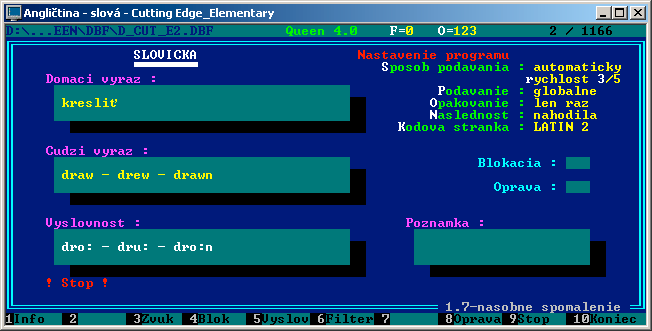 Angličtina - slová - Cutting Edge_Elementary
D:\...EEN\DBF\D_CUT_E2.DBF Queen 4.0 F=0 O=123 2 / 1166
SLOVICKA Nastavenie programu
Sposob podavania : automaticky
rychlost 3/5
Podavanie : globalne
Opakovanie : len raz
Naslednost : nahodila
Kodova stranka : LATIN 2
Domaci vyraz :
kresliť
Cudzi vyraz :
draw - drew - drawn
Blokacia :
Oprava :
Vyslovnost :
dro: - dru: - dro:n
Poznamka :
! Stop !
1.7-nasobne spomalenie
1Info 2 3Zvuk 4Blok 5Vyslov 6Filter 7 8Oprava 9Stop 10Koniec